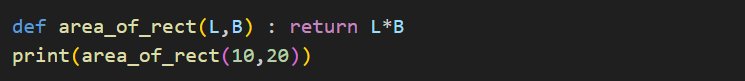 def area_of_rect(L,B) : return L*B
print(area_of_rect(10,20))